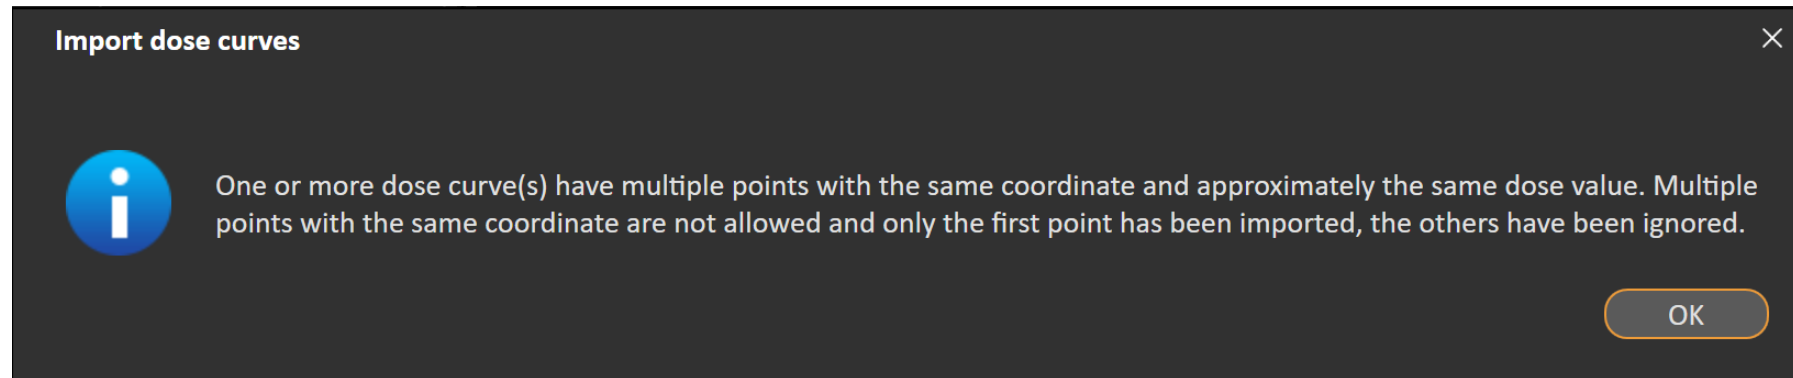 Import dose curves
One or more dose curve(s) have multiple points with the same coordinate and approximately the same dose value. Multiple
points with the same coordinate are not allowed and only the first point has been imported, the others have been ignored.
OK